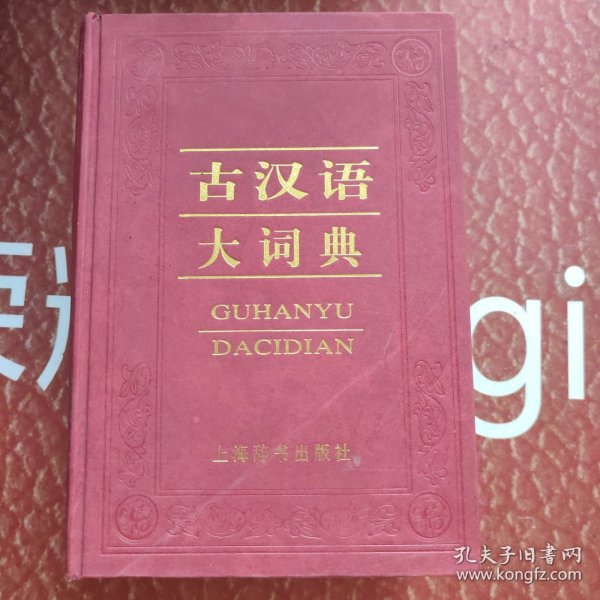 古汉语
大词典
GUHANYU
DACIDIAN
上海辞书出版社
gi
孔夫子旧书网
www.kongfz.com